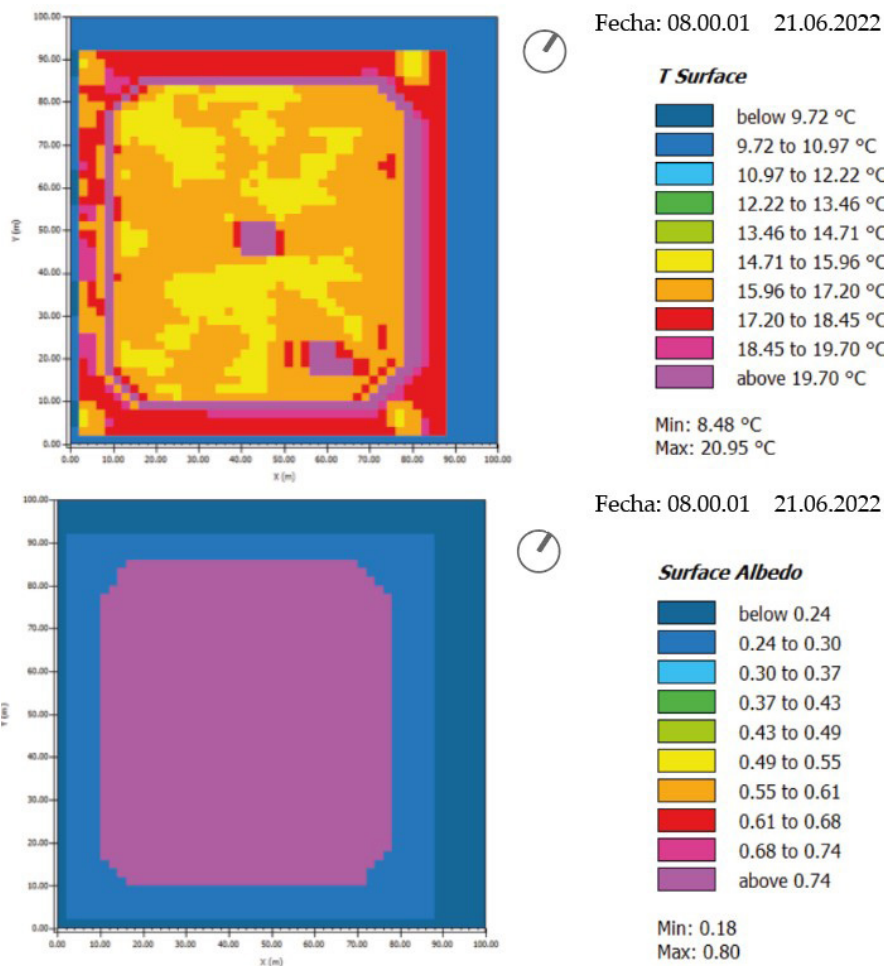 Fecha: 08.00.01 21.06.2022
T Surface
below 9.72 °C
9.72 to 10.97 °C
10.97 to 12.22 °C
12.22 to 13.46 °C
13.46 to 14.71 °C
14.71 to 15.96 °C
15.96 to 17.20 °C
17.20 to 18.45 °C
18.45 to 19.70 °C
above 19.70 °C
Min: 8.48 °C
Max: 20.95 °C
100.00
90.00
80.00
70.00
60.00
50.00
40.00
30.00
20.00
10.00
0.00
Y (m)
0.00 10.00 20.00 30.00 40.00 50.00 60.00 70.00 80.00 90.00 100.00
X (m)
Fecha: 08.00.01 21.06.2022
Surface Albedo
below 0.24
0.24 to 0.30
0.30 to 0.37
0.37 to 0.43
0.43 to 0.49
0.49 to 0.55
0.55 to 0.61
0.61 to 0.68
0.68 to 0.74
above 0.74
Min: 0.18
Max: 0.80
100.00
90.00
80.00
70.00
60.00
50.00
40.00
30.00
20.00
10.00
0.00
Y (m)
0.00 10.00 20.00 30.00 40.00 50.00 60.00 70.00 80.00 90.00 100.00
X (m)